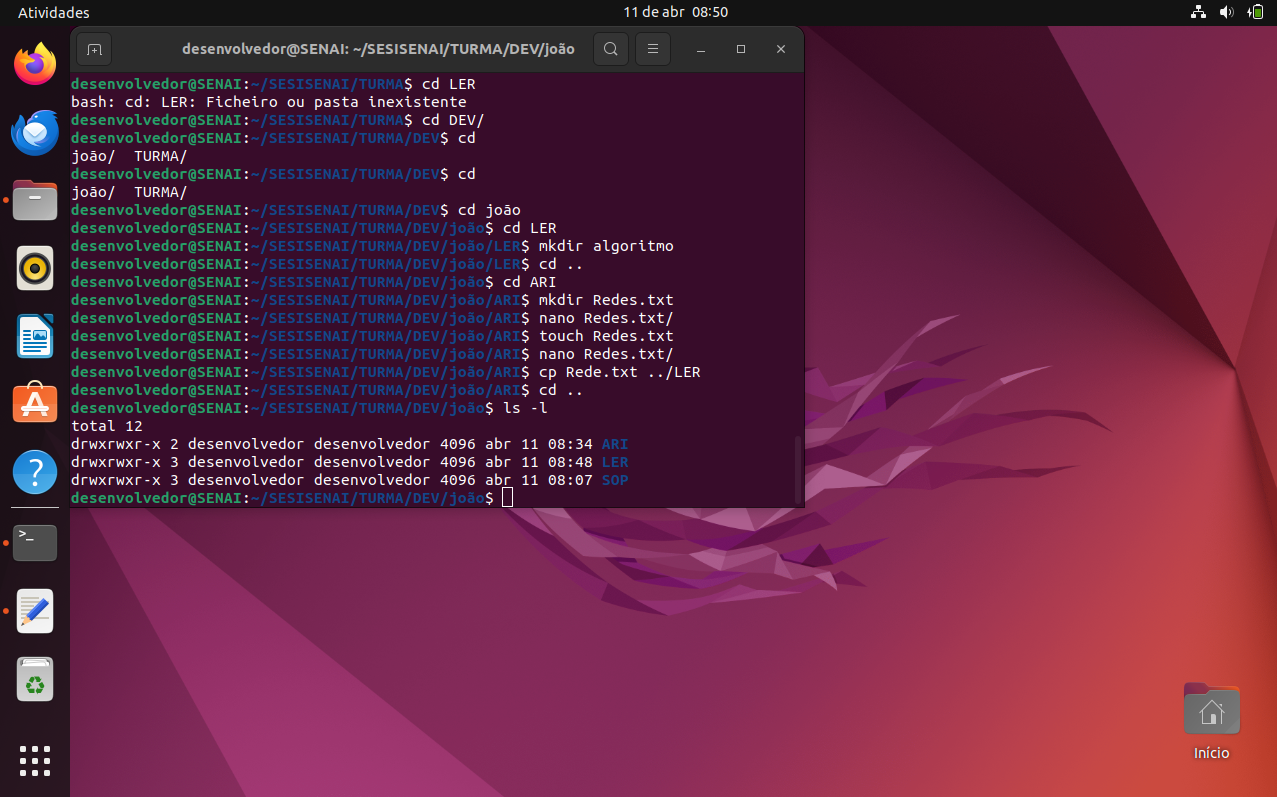 Atividades
11 de abr 08:50
desenvolvedor@SENAI: ~/SESISENAI/TURMA/DEV/joão
desenvolvedor@SENAI:~/SESISENAI/TURMA$ cd LER
bash: cd: LER: Ficheiro ou pasta inexistente
desenvolvedor@SENAI:~/SESISENAI/TURMA$ cd DEV/
desenvolvedor@SENAI:~/SESISENAI/TURMA/DEV$ cd
joão/  TURMA/
desenvolvedor@SENAI:~/SESISENAI/TURMA/DEV$ cd
joão/  TURMA/
desenvolvedor@SENAI:~/SESISENAI/TURMA/DEV$ cd joão
desenvolvedor@SENAI:~/SESISENAI/TURMA/DEV/joão$ cd LER
desenvolvedor@SENAI:~/SESISENAI/TURMA/DEV/joão/LER$ mkdir algoritmo
desenvolvedor@SENAI:~/SESISENAI/TURMA/DEV/joão/LER$ cd ..
desenvolvedor@SENAI:~/SESISENAI/TURMA/DEV/joão$ cd ARI
desenvolvedor@SENAI:~/SESISENAI/TURMA/DEV/joão/ARI$ mkdir Redes.txt
desenvolvedor@SENAI:~/SESISENAI/TURMA/DEV/joão/ARI$ nano Redes.txt/
desenvolvedor@SENAI:~/SESISENAI/TURMA/DEV/joão/ARI$ touch Redes.txt
desenvolvedor@SENAI:~/SESISENAI/TURMA/DEV/joão/ARI$ nano Redes.txt/
desenvolvedor@SENAI:~/SESISENAI/TURMA/DEV/joão/ARI$ cp Rede.txt ../LER
desenvolvedor@SENAI:~/SESISENAI/TURMA/DEV/joão/ARI$ cd ..
desenvolvedor@SENAI:~/SESISENAI/TURMA/DEV/joão$ ls -l
total 12
drwxrwxr-x 2 desenvolvedor desenvolvedor 4096 abr 11 08:34 ARI
drwxrwxr-x 3 desenvolvedor desenvolvedor 4096 abr 11 08:48 LER
drwxrwxr-x 3 desenvolvedor desenvolvedor 4096 abr 11 08:07 SOP
desenvolvedor@SENAI:~/SESISENAI/TURMA/DEV/joão$
Início